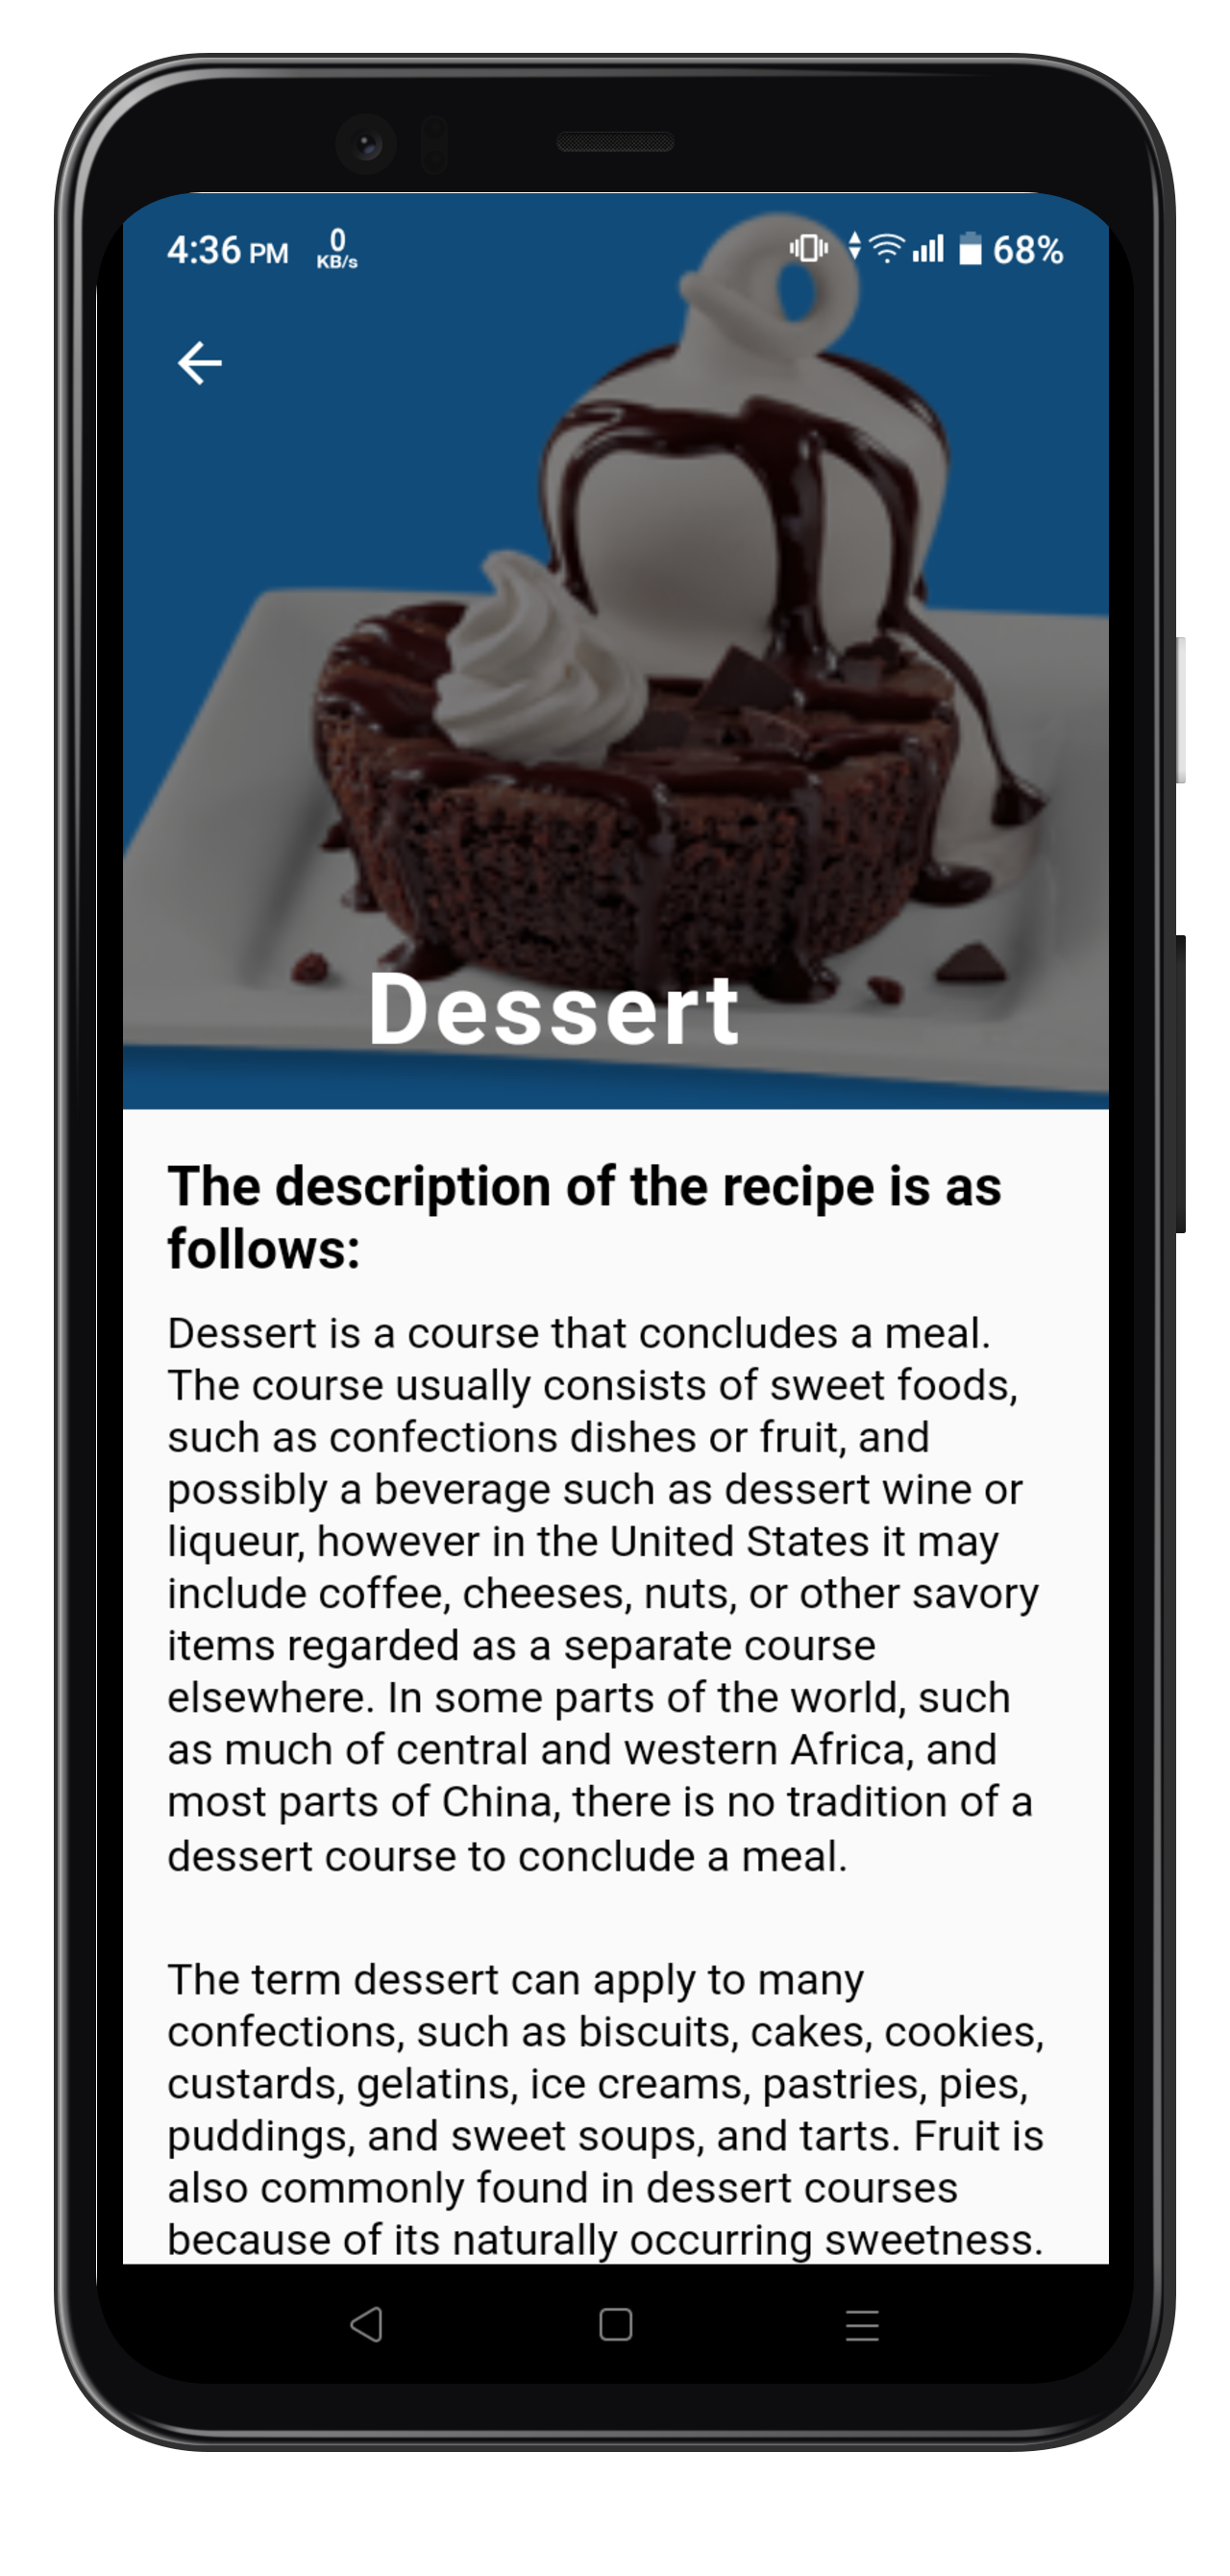 4:36 PM 0 KB/s 68%
Dessert
The description of the recipe is as
follows:
Dessert is a course that concludes a meal.
The course usually consists of sweet foods,
such as confections dishes or fruit, and
possibly a beverage such as dessert wine or
liqueur, however in the United States it may
include coffee, cheeses, nuts, or other savory
items regarded as a separate course
elsewhere. In some parts of the world, such
as much of central and western Africa, and
most parts of China, there is no tradition of a
dessert course to conclude a meal.
The term dessert can apply to many
confections, such as biscuits, cakes, cookies,
custards, gelatins, ice creams, pastries, pies,
puddings, and sweet soups, and tarts. Fruit is
also commonly found in dessert courses
because of its naturally occurring sweetness.